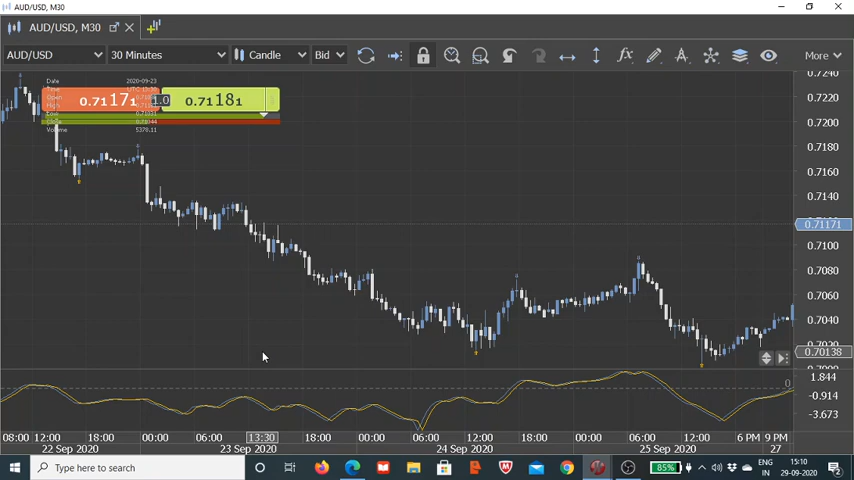 AUD/USD, M30
AUD/USD, M30
AUD/USD 30 Minutes Candle Bid More
Date 2020-09-23
Time
Open
High
Low
Close
Volume 5378.11
0.71171 1.0 0.71181
0.7240
0.7220
0.7200
0.7180
0.7160
0.7140
0.71171
0.7100
0.7080
0.7060
0.7040
0.7020
0.70138
1.844
0
-0.914
-3.673
08:00 12:00 18:00 00:00 06:00 13:30 18:00 00:00 06:00 12:00 18:00 00:00 06:00 12:00 6 PM 9 PM
22 Sep 2020 23 Sep 2020 24 Sep 2020 25 Sep 2020 27
Type here to search
85%
ENG
IN
15:10
29-09-2020
2